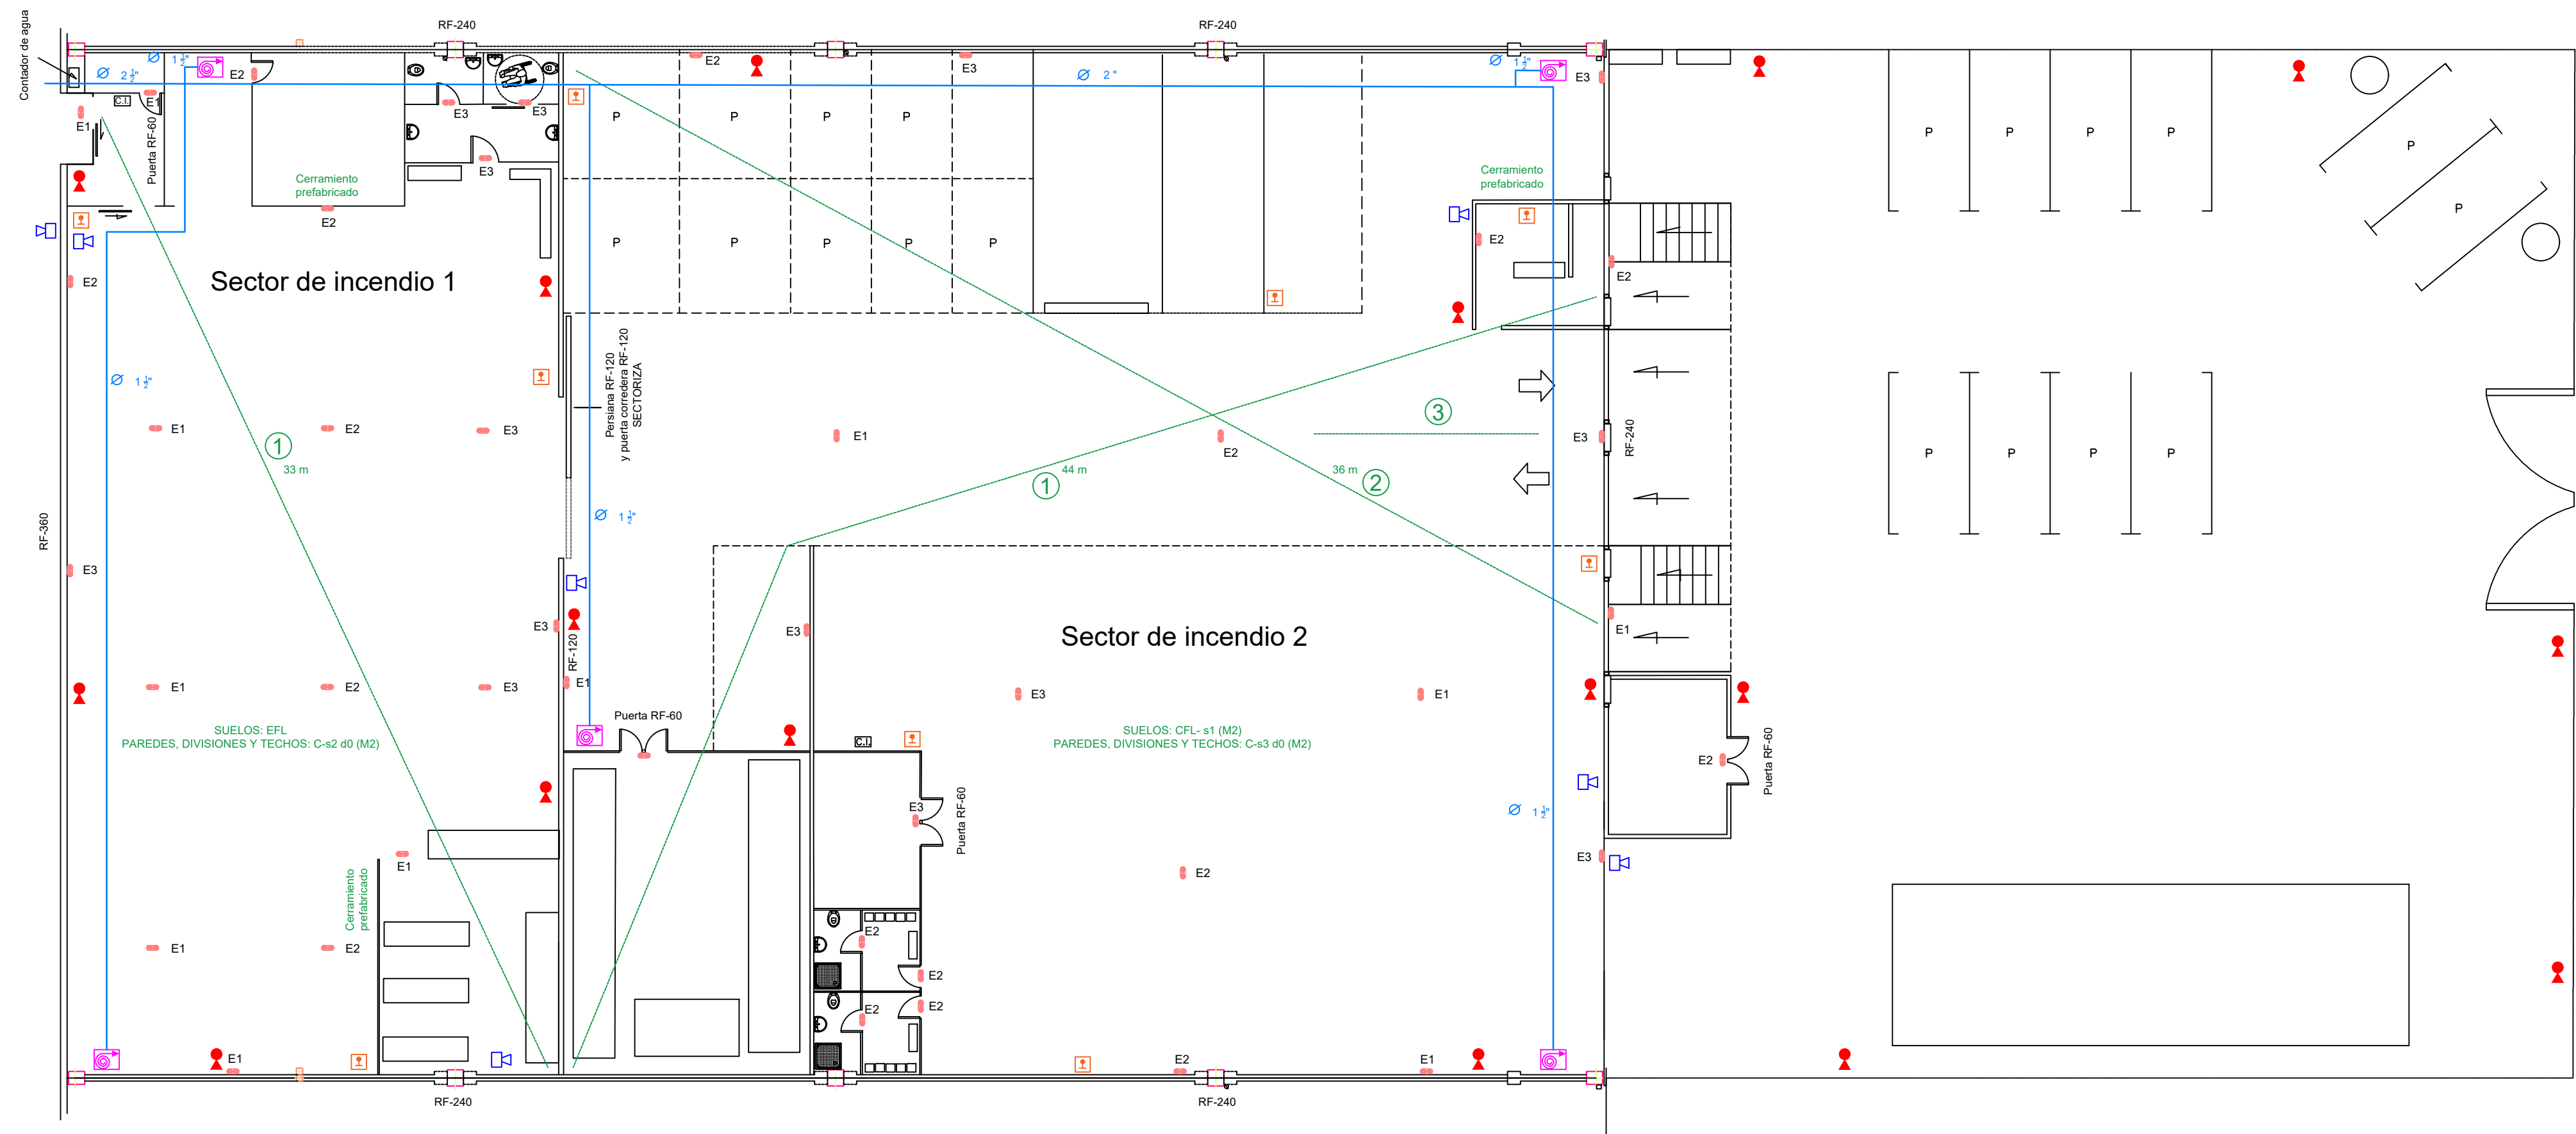 RF-240
RF-240
Contador de agua
Ø 2 1/2"
Ø 1 1/2"
E2
E2
E3
Ø 2 "
Ø 1 1/2"
E3
C.I.
E1
E1
E3
E3
P
P
P
P
P
P
P
P
P
Puerta RF-60
E3
Cerramiento
prefabricado
Cerramiento
prefabricado
E2
P
P
P
P
P
E2
P
E2
Sector de incendio 1
E2
Persiana RF-120
y puerta corredera RF-120
SECTORIZA
Ø 1 1/2"
3
E1
E2
E3
E1
E2
E3
RF-240
1
33 m
44 m
1
36 m
2
P
P
P
P
RF-360
Ø 1 1/2"
E3
E3
RF-120
E3
Sector de incendio 2
E1
E1
E2
E3
E1
E3
E1
Puerta RF-60
SUELOS: EFL
PAREDES, DIVISIONES Y TECHOS: C-s2 d0 (M2)
C.I.
SUELOS: CFL- s1 (M2)
PAREDES, DIVISIONES Y TECHOS: C-s3 d0 (M2)
E2
Puerta RF-60
E3
Puerta RF-60
Ø 1 1/2"
E1
E2
E3
Cerramiento
prefabricado
E1
E2
E2
E2
E2
E2
E1
E2
E1
RF-240
RF-240